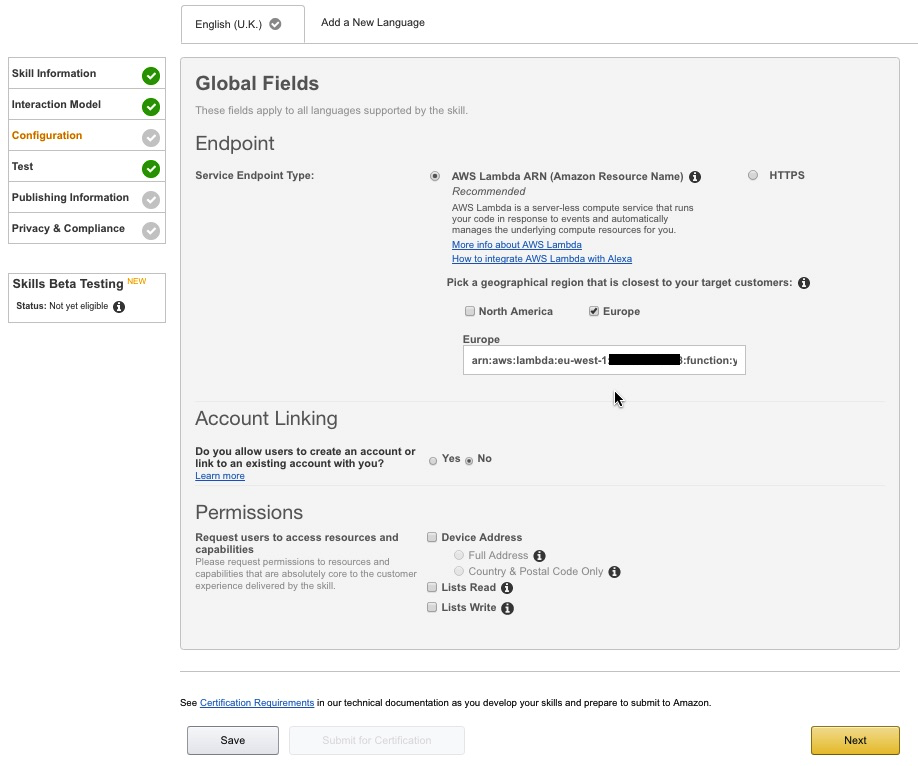 English (U.K.)
Add a New Language
Skill Information
Interaction Model
Configuration
Test
Publishing Information
Privacy & Compliance
Skills Beta Testing NEW
Status: Not yet eligible
Global Fields
These fields apply to all languages supported by the skill.
Endpoint
Service Endpoint Type:
AWS Lambda ARN (Amazon Resource Name)
HTTPS
Recommended
AWS Lambda is a server-less compute service that runs
your code in response to events and automatically
manages the underlying compute resources for you.
More info about AWS Lambda
How to integrate AWS Lambda with Alexa
Pick a geographical region that is closest to your target customers:
North America
Europe
Europe
arn:aws:lambda:eu-west-1: :function:y
Account Linking
Do you allow users to create an account or
link to an existing account with you?
Yes
No
Learn more
Permissions
Request users to access resources and
capabilities
Please request permissions to resources and
capabilities that are absolutely core to the customer
experience delivered by the skill.
Device Address
Full Address
Country & Postal Code Only
Lists Read
Lists Write
See Certification Requirements in our technical documentation as you develop your skills and prepare to submit to Amazon.
Save
Submit for Certification
Next